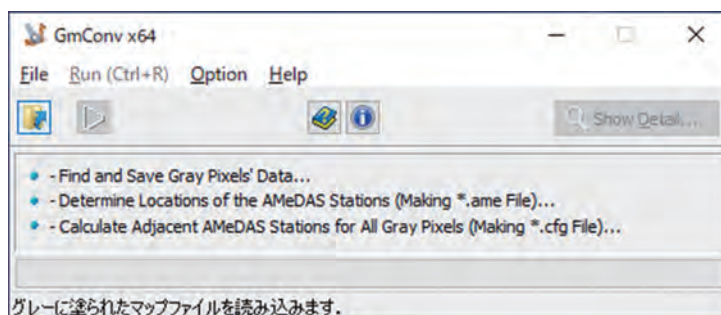 GmConv x64
File Run (Ctrl+R) Option Help
Show Detail...
- Find and Save Gray Pixels' Data...
- Determine Locations of the AMeDAS Stations (Making *.ame File)...
- Calculate Adjacent AMeDAS Stations for All Gray Pixels (Making *.cfg File)...
グレーに塗られたマップファイルを読み込みます.